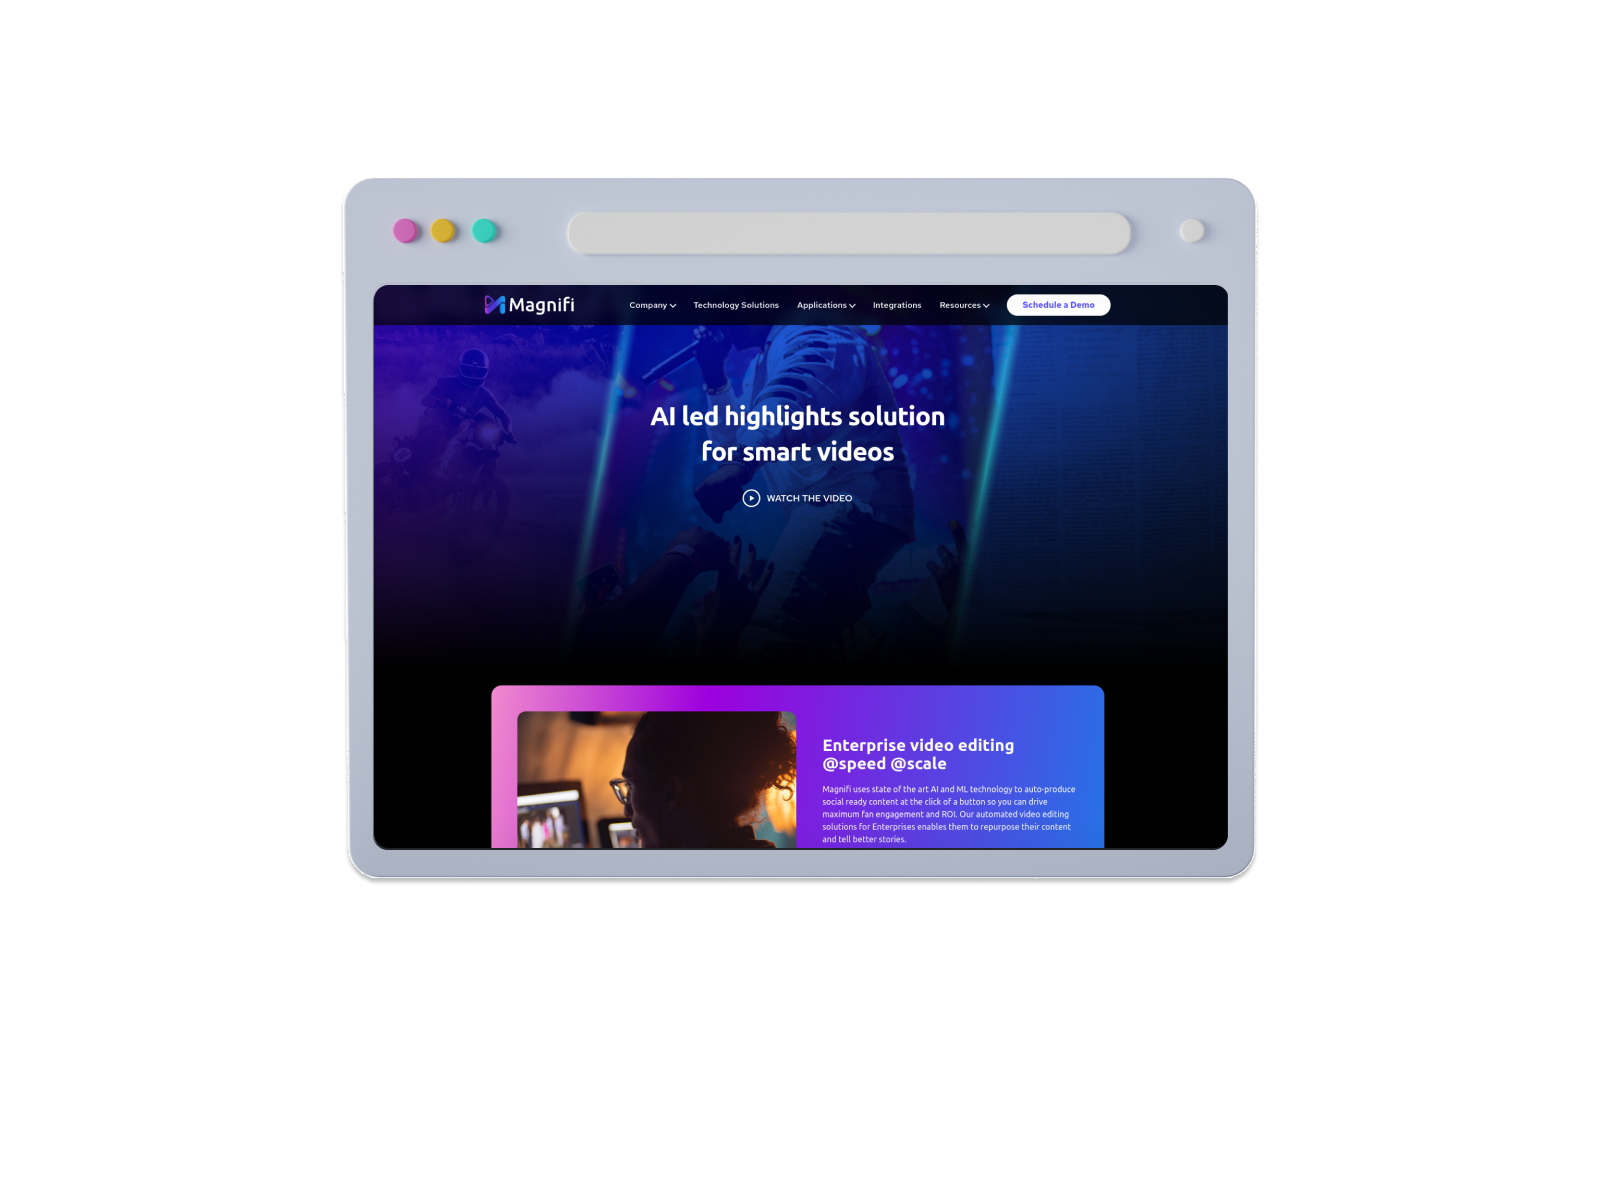 Magnifi
Company
Technology Solutions
Applications
Integrations
Resources
Schedule a Demo
AI led highlights solution
for smart videos
WATCH THE VIDEO
Enterprise video editing
@speed @scale
Magnifi uses state of the art AI and ML technology to auto-produce
social ready content at the click of a button so you can drive
maximum fan engagement and ROI. Our automated video editing
solutions for Enterprises enables them to repurpose their content
and tell better stories.